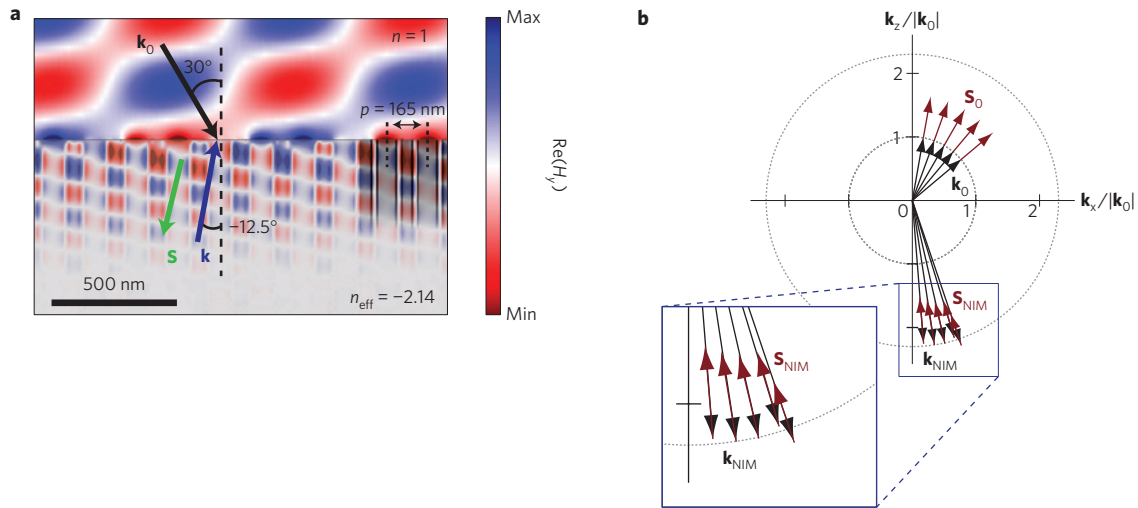 a
k0
n = 1
30°
p = 165 nm
−12.5°
S
k
500 nm
neff = −2.14
Max
Re(Hy)
Min
b
kz/|k0|
2
S0
1
k0
kx/|k0|
0
1
2
SNIM
kNIM
SNIM
kNIM